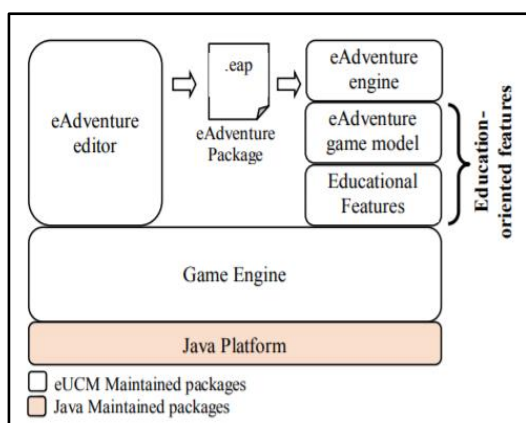 eAdventure
editor
.eap
eAdventure
Package
eAdventure
engine
eAdventure
game model
Educational
Features
Education-
oriented features
Game Engine
Java Platform
eUCM Maintained packages
Java Maintained packages